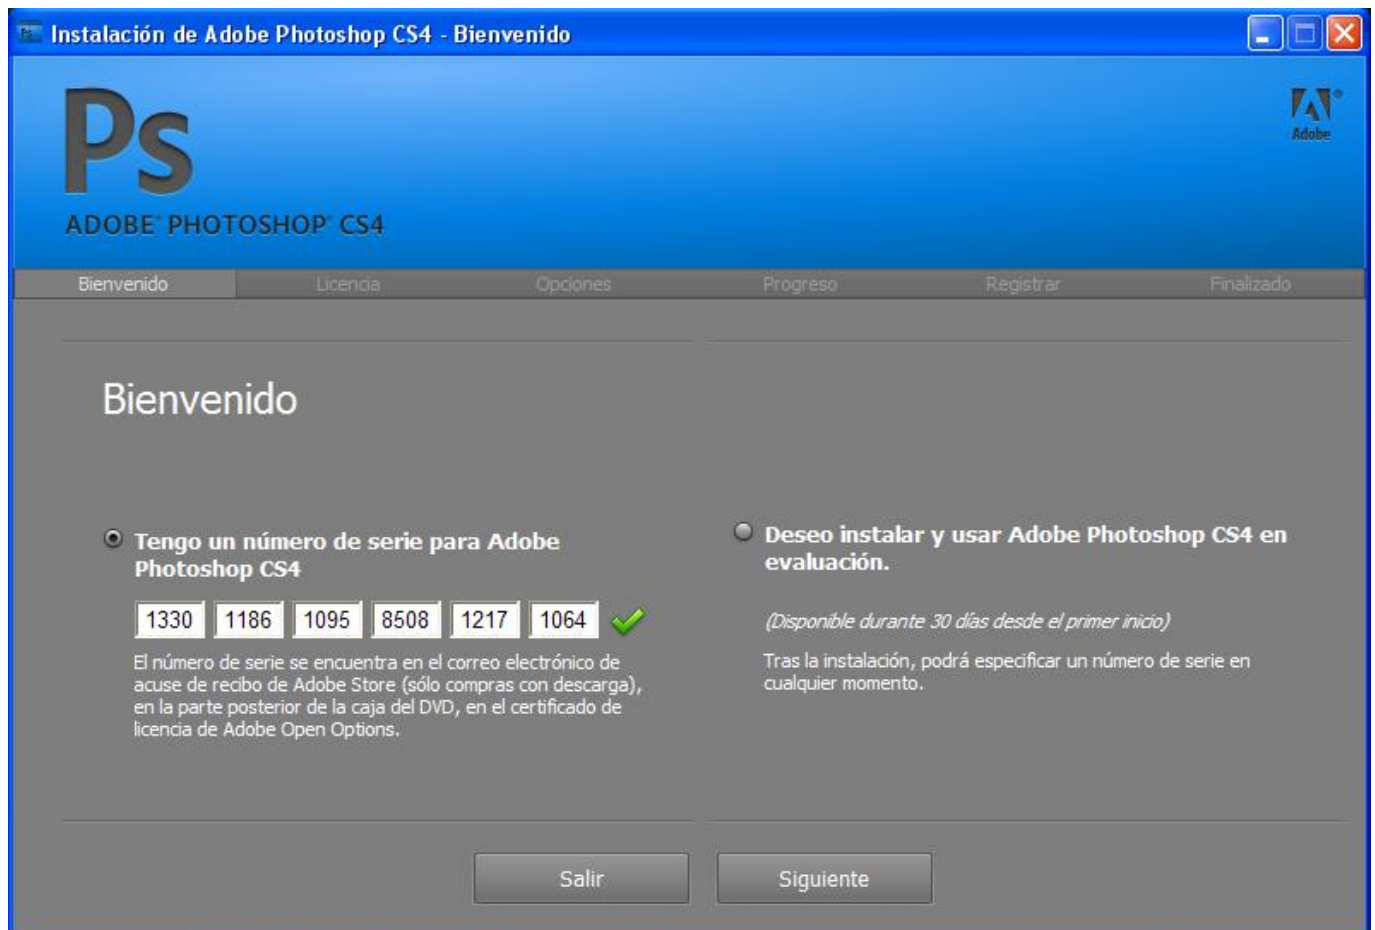 Instalación de Adobe Photoshop CS4 - Bienvenido
Ps
Adobe
ADOBE® PHOTOSHOP® CS4
Bienvenido Licencia Opciones Progreso Registrar Finalizado
Bienvenido
Tengo un número de serie para Adobe
Photoshop CS4
1330 1186 1095 8508 1217 1064
El número de serie se encuentra en el correo electrónico de
acuse de recibo de Adobe Store (sólo compras con descarga),
en la parte posterior de la caja del DVD, en el certificado de
licencia de Adobe Open Options.
Deseo instalar y usar Adobe Photoshop CS4 en
evaluación.
(Disponible durante 30 días desde el primer inicio)
Tras la instalación, podrá especificar un número de serie en
cualquier momento.
Salir Siguiente